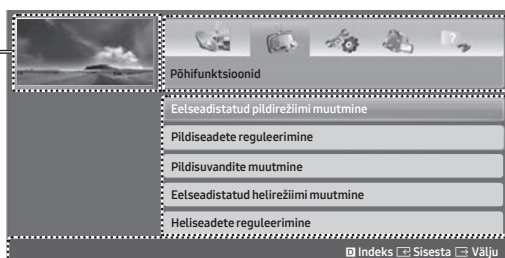 Põhifunktsioonid
Eelseadistatud pildirežiimi muutmine
Pildiseadete reguleerimine
Pildisuvandite muutmine
Eelseadistatud helirežiimi muutmine
Heliseadete reguleerimine
D Indeks Sisesta Välju